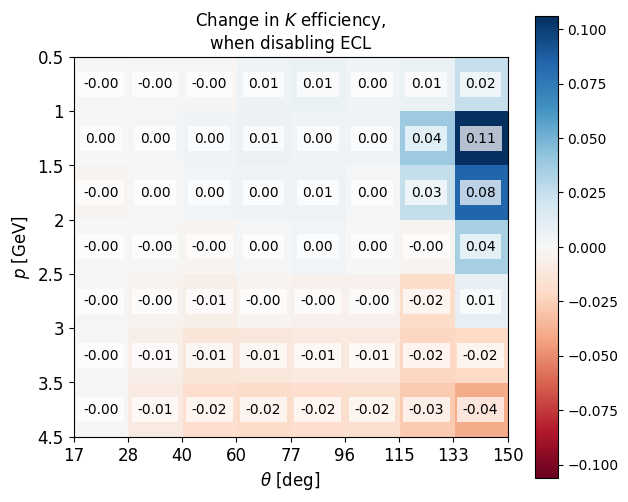 Change in K efficiency,
when disabling ECL
0.5
-0.00 -0.00 -0.00 0.01 0.01 0.00 0.01 0.02
1
0.00 0.00 0.00 0.01 0.00 0.00 0.04 0.11
1.5
-0.00 0.00 0.00 0.00 0.01 0.00 0.03 0.08
2
-0.00 -0.00 -0.00 0.00 0.00 0.00 -0.00 0.04
2.5
-0.00 -0.00 -0.01 -0.00 -0.00 -0.00 -0.02 0.01
3
-0.00 -0.01 -0.01 -0.01 -0.01 -0.01 -0.02 -0.02
3.5
-0.00 -0.01 -0.02 -0.02 -0.02 -0.02 -0.03 -0.04
4.5
p [GeV]
17 28 40 60 77 96 115 133 150
θ [deg]
0.100
0.075
0.050
0.025
0.000
−0.025
−0.050
−0.075
−0.100